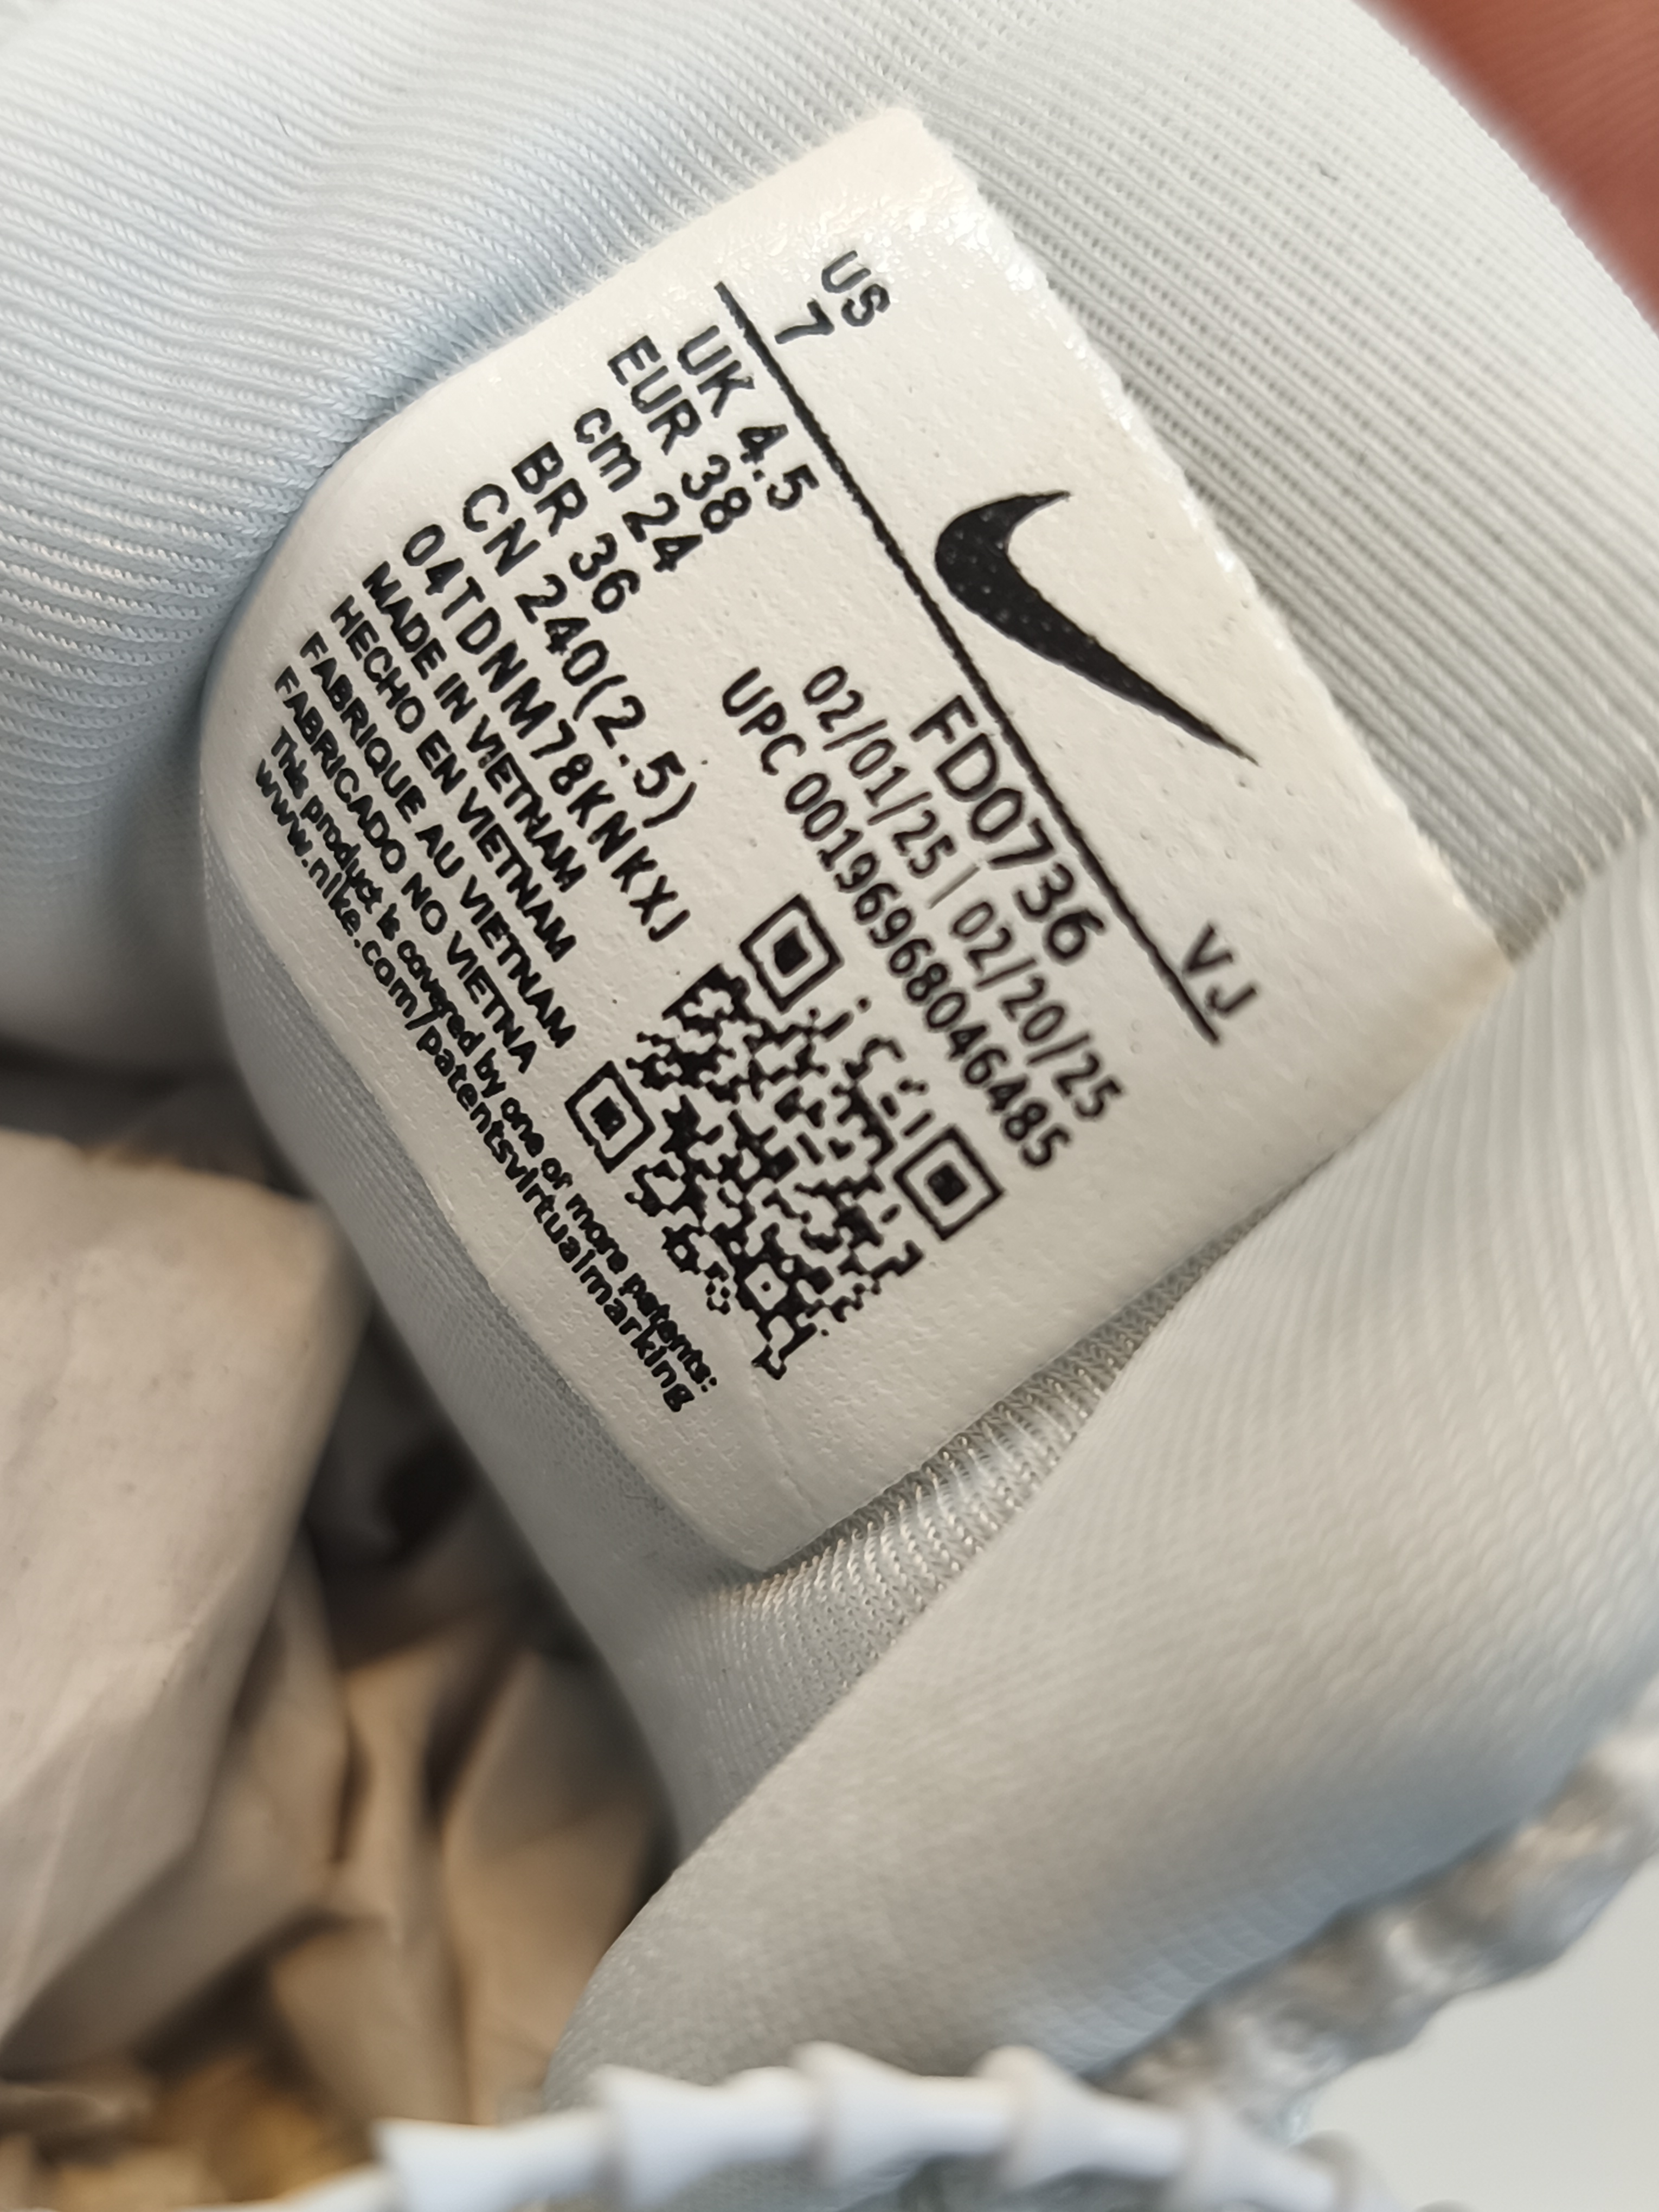 US
7
VJ
UK 4.5
EUR 38
cm 24
BR 36
CN 240(2.5)
04TDNM78KNKXJ
FD0736
02/01/25 | 02/20/25
UPC 00196968046485
MADE IN VIETNAM
HECHO EN VIETNAM
FABRIQUE AU VIETNAM
FABRICADO NO VIETNA
This product is covered by one or more patents:
www.nike.com/patentsvirtualmarking